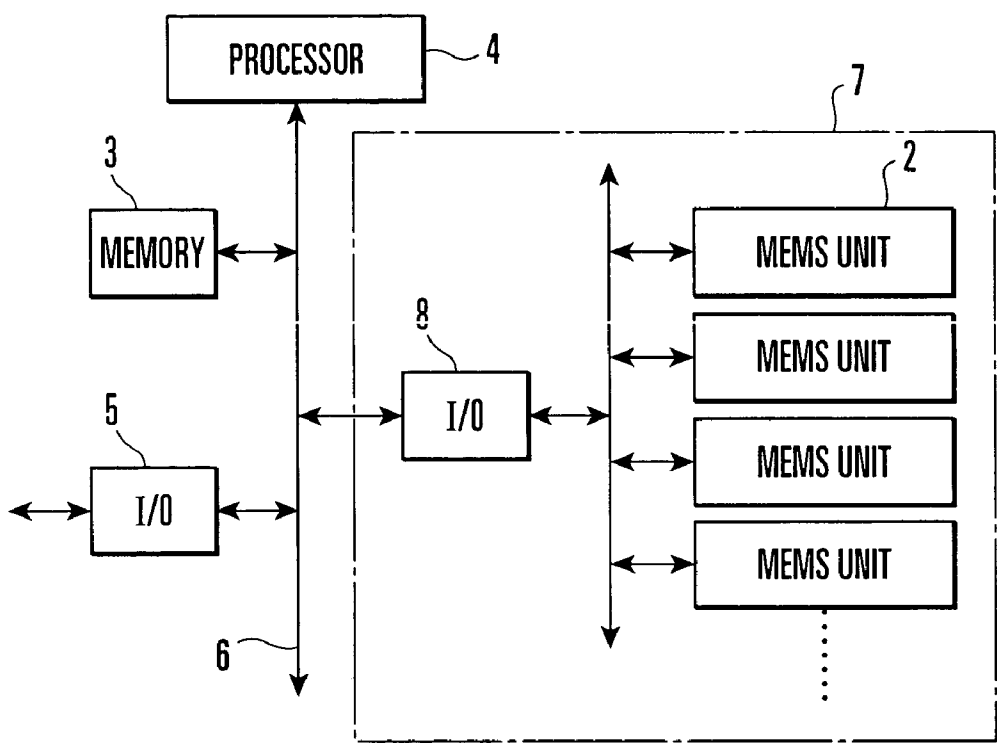 PROCESSOR
4
7
3
2
MEMORY
MEMS UNIT
8
MEMS UNIT
I/O
5
MEMS UNIT
I/O
MEMS UNIT
6